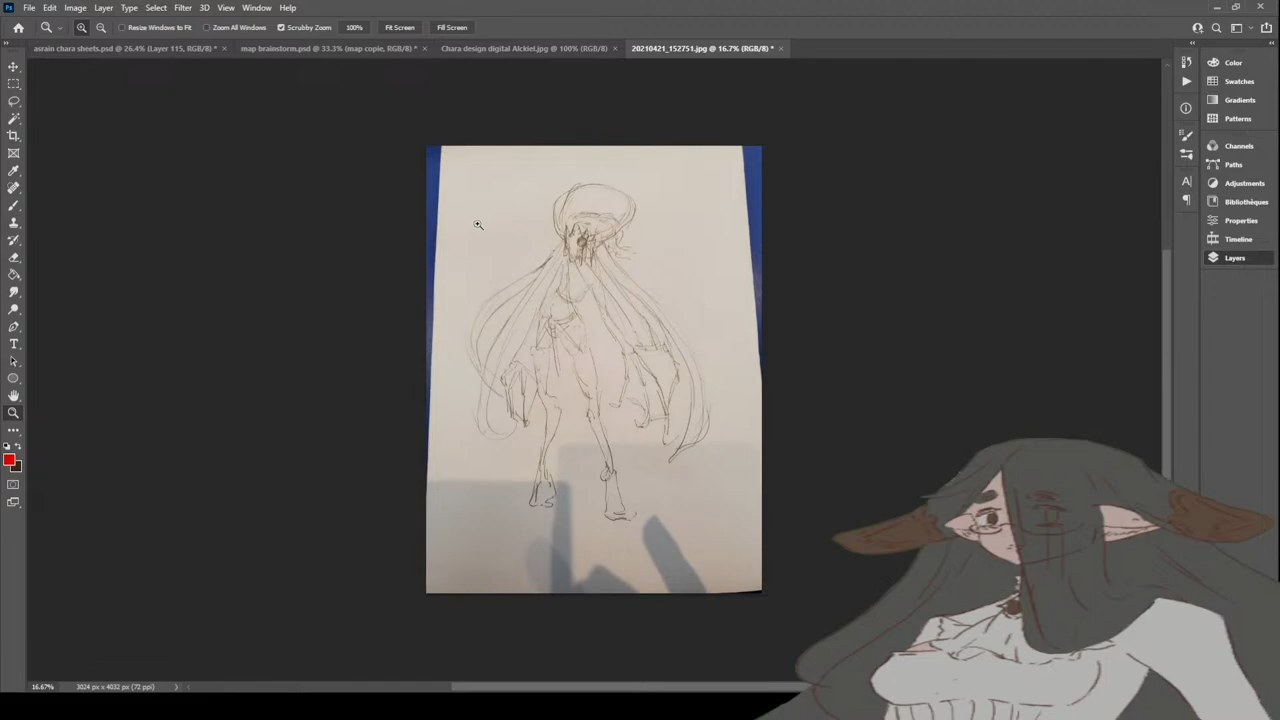 Ps File Edit Image Layer Type Select Filter 3D View Window Help
Resize Windows to Fit Zoom All Windows Scrubby Zoom 100% Fit Screen Fill Screen
asrain chara sheets.psd @ 26.4% (Layer 115, RGB/8) * × map brainstorm.psd @ 33.3% (map copie, RGB/8) * × Chara design digital Alckiel.jpg @ 100% (RGB/8) × 20210421_152751.jpg @ 16.7% (RGB/8) * ×
Color
Swatches
Gradients
Patterns
Channels
Paths
Adjustments
Bibliothèques
Properties
Timeline
Layers
16.67% 3024 px x 4032 px (72 ppi)